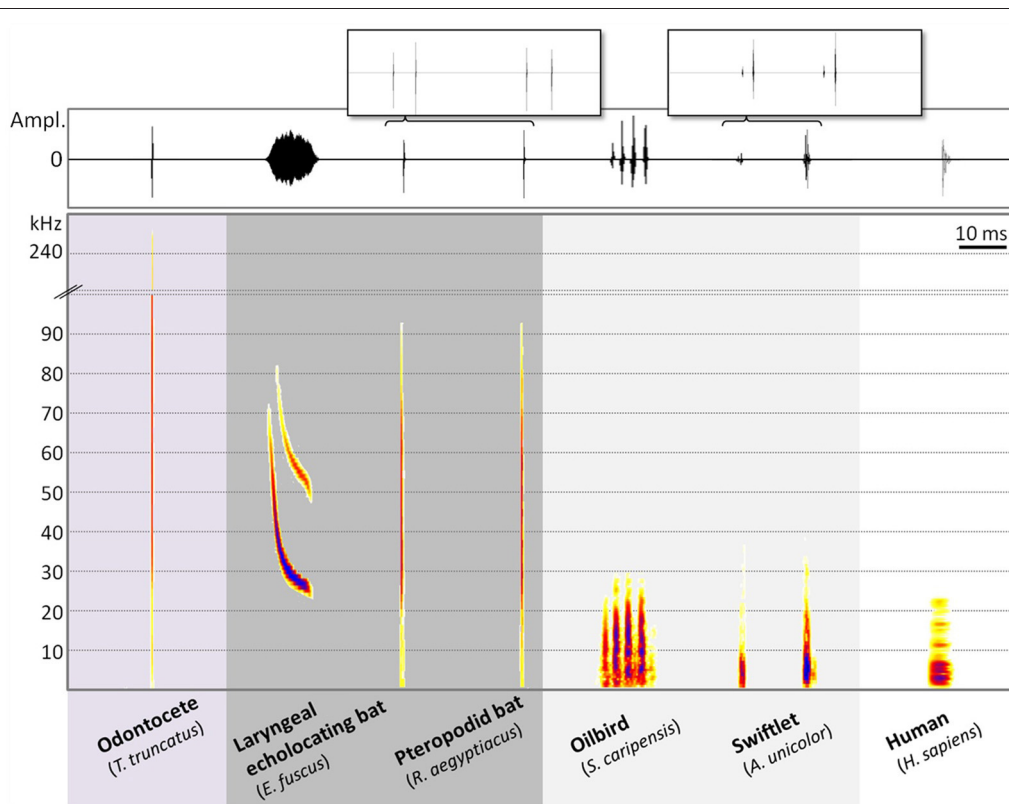 Ampl.
0
kHz
10 ms
240
90
80
70
60
50
40
30
20
10
Odontocete
(T. truncatus)
Laryngeal
echolocating bat
(E. fuscus)
Pteropodid bat
(R. aegyptiacus)
Oilbird
(S. caripensis)
Swiftlet
(A. unicolor)
Human
(H. sapiens)